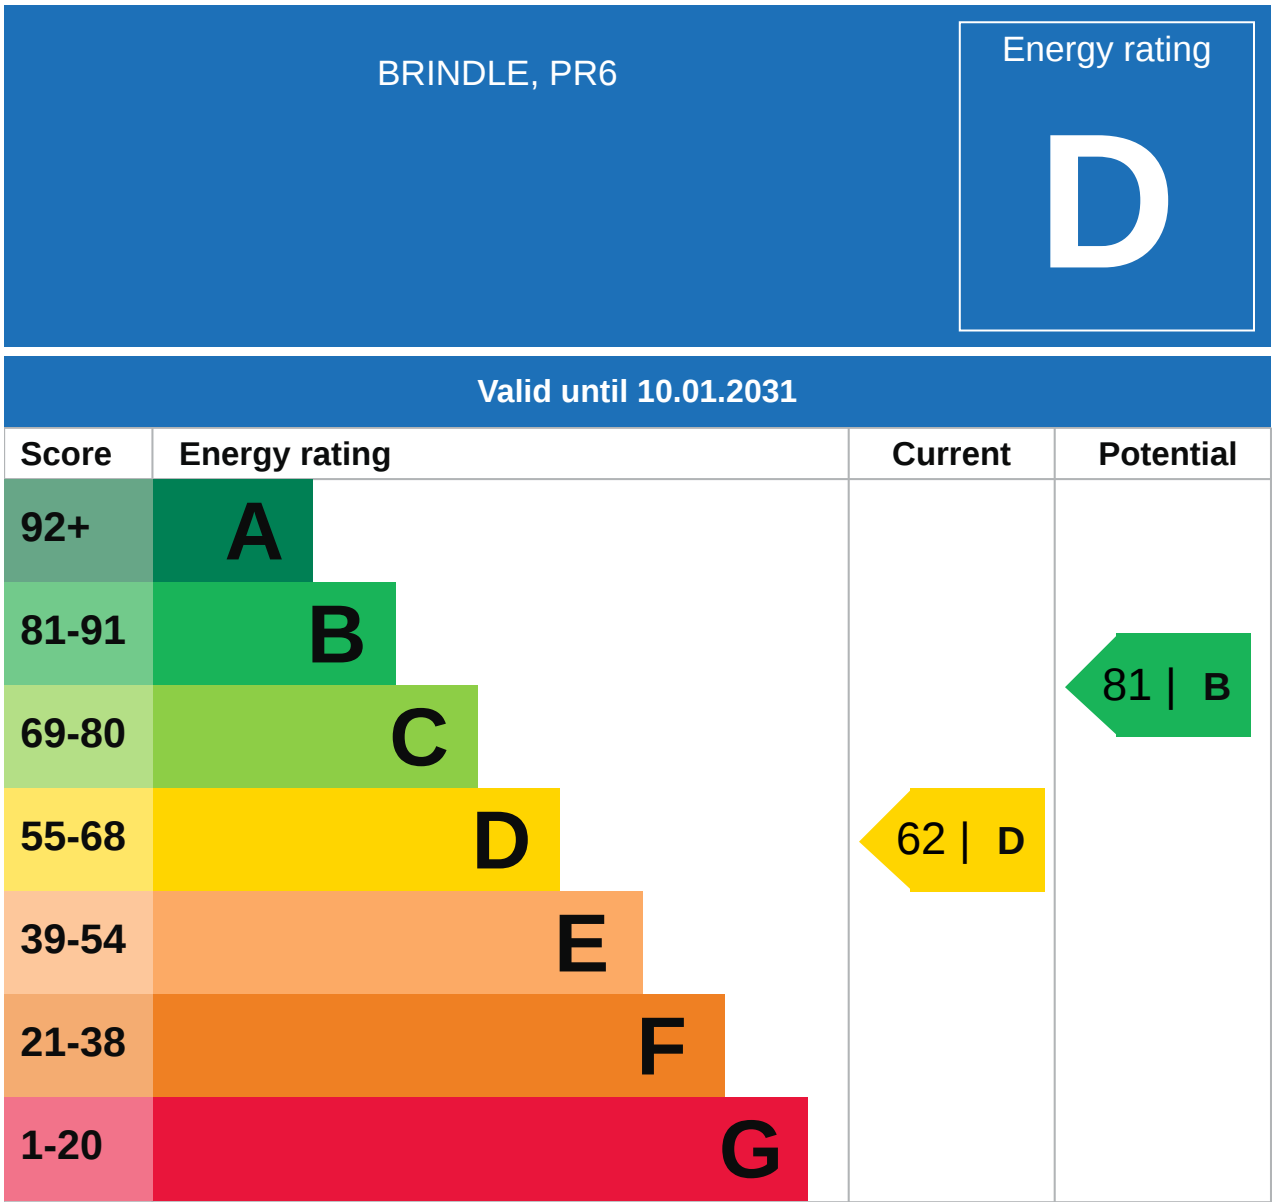 BRINDLE, PR6
Energy rating
D
Valid until 10.01.2031
Score Energy rating Current Potential
92+ A
81-91 B
81 | B
69-80 C
55-68 D 62 | D
39-54 E
21-38 F
1-20 G